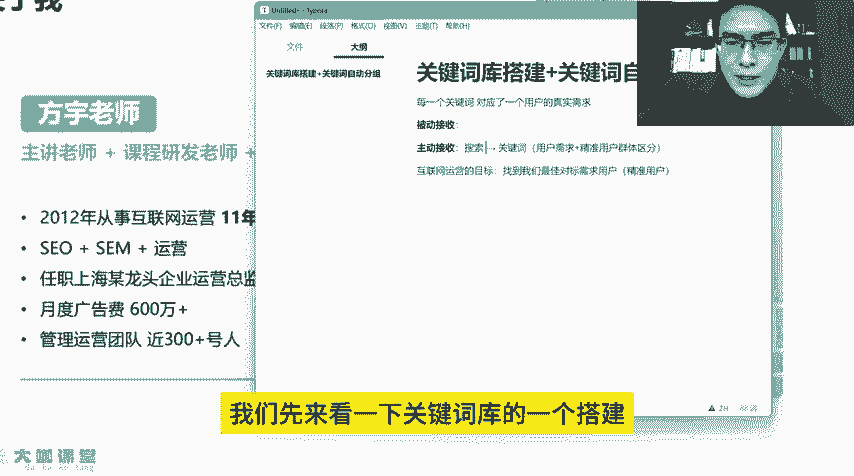 于我
方宇老师
主讲老师 + 课程研发老师 +
• 2012年从事互联网运营 11年
• SEO + SEM + 运营
• 任职上海某龙头企业运营总监
• 月度广告费 600万+
• 管理运营团队 近300+号人
大咖课堂
da ka ke tang
T Untitled• - Typora
文件(F) 编辑(E) 段落(P) 格式(O) 视图(V) 主题(T) 帮助(H)
文件 大纲
关键词库搭建+关键词自动分组
关键词库搭建+关键词自
每一个关键词 对应了一个用户的真实需求
被动接收:
主动接收: 搜索 → 关键词（用户需求+精准用户群体区分）
互联网运营的目标: 找到我们最佳对标需求用户（精准用户）
我们先来看一下关键词库的一个搭建